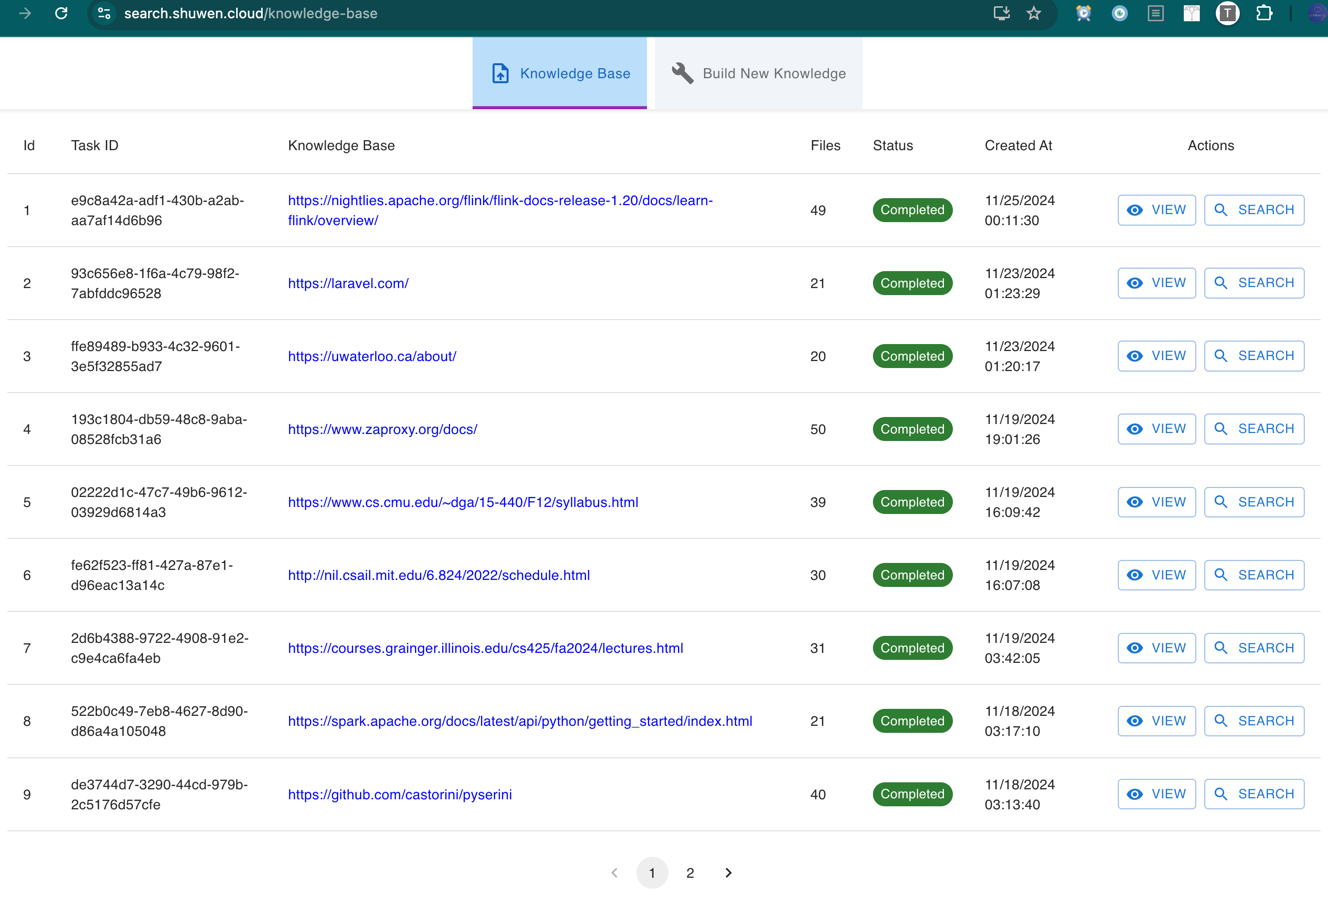 search.shuwen.cloud/knowledge-base
T
Knowledge Base
Build New Knowledge
Id Task ID Knowledge Base Files Status Created At Actions
1 e9c8a42a-adf1-430b-a2ab-aa7af14d6b96 https://nightlies.apache.org/flink/flink-docs-release-1.20/docs/learn-flink/overview/ 49 Completed 11/25/2024 00:11:30 VIEW SEARCH
2 93c656e8-1f6a-4c79-98f2-7abfddc96528 https://laravel.com/ 21 Completed 11/23/2024 01:23:29 VIEW SEARCH
3 ffe89489-b933-4c32-9601-3e5f32855ad7 https://uwaterloo.ca/about/ 20 Completed 11/23/2024 01:20:17 VIEW SEARCH
4 193c1804-db59-48c8-9aba-08528fcb31a6 https://www.zaproxy.org/docs/ 50 Completed 11/19/2024 19:01:26 VIEW SEARCH
5 02222d1c-47c7-49b6-9612-03929d6814a3 https://www.cs.cmu.edu/~dga/15-440/F12/syllabus.html 39 Completed 11/19/2024 16:09:42 VIEW SEARCH
6 fe62f523-ff81-427a-87e1-d96eac13a14c http://nil.csail.mit.edu/6.824/2022/schedule.html 30 Completed 11/19/2024 16:07:08 VIEW SEARCH
7 2d6b4388-9722-4908-91e2-c9e4ca6fa4eb https://courses.grainger.illinois.edu/cs425/fa2024/lectures.html 31 Completed 11/19/2024 03:42:05 VIEW SEARCH
8 522b0c49-7eb8-4627-8d90-d86a4a105048 https://spark.apache.org/docs/latest/api/python/getting_started/index.html 21 Completed 11/18/2024 03:17:10 VIEW SEARCH
9 de3744d7-3290-44cd-979b-2c5176d57cfe https://github.com/castorini/pyserini 40 Completed 11/18/2024 03:13:40 VIEW SEARCH
1 2